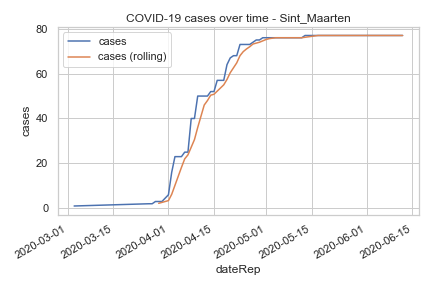 COVID-19 cases over time - Sint_Maarten
cases
cases (rolling)
80
60
40
20
0
cases
2020-03-01
2020-03-15
2020-04-01
2020-04-15
2020-05-01
2020-05-15
2020-06-01
2020-06-15
dateRep